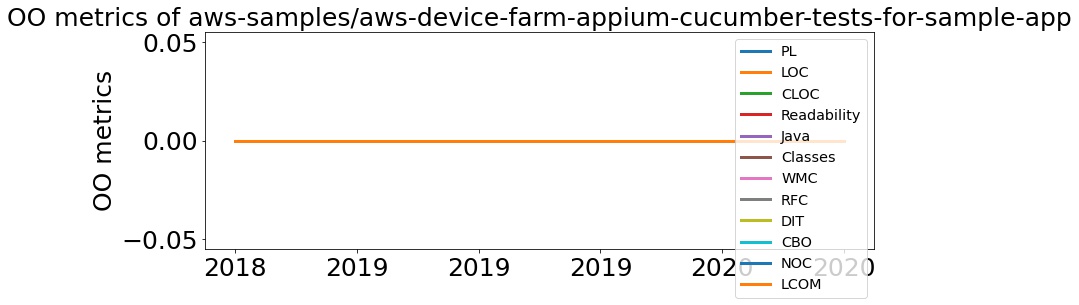 OO metrics of aws-samples/aws-device-farm-appium-cucumber-tests-for-sample-app
OO metrics
0.05
0.00
−0.05
2018
2019
2019
2019
2020
2020
PL
LOC
CLOC
Readability
Java
Classes
WMC
RFC
DIT
CBO
NOC
LCOM